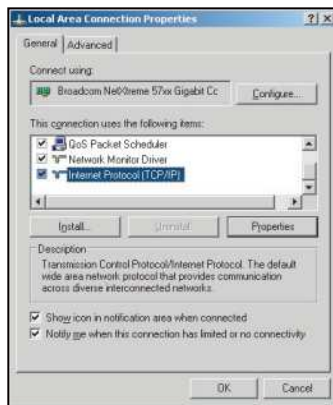 Local Area Connection Properties
General Advanced
Connect using:
Broadcom NetXtreme 57xx Gigabit Cc Configure...
This connection uses the following items:
QoS Packet Scheduler
Network Monitor Driver
Internet Protocol (TCP/IP)
Install... Uninstall Properties
Description
Transmission Control Protocol/Internet Protocol. The default
wide area network protocol that provides communication
across diverse interconnected networks.
Show icon in notification area when connected
Notify me when this connection has limited or no connectivity
OK Cancel